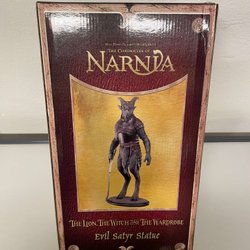 The Chronicles of
NARNIA
The Lion, The Witch and The Wardrobe
Evil Satyr Statue